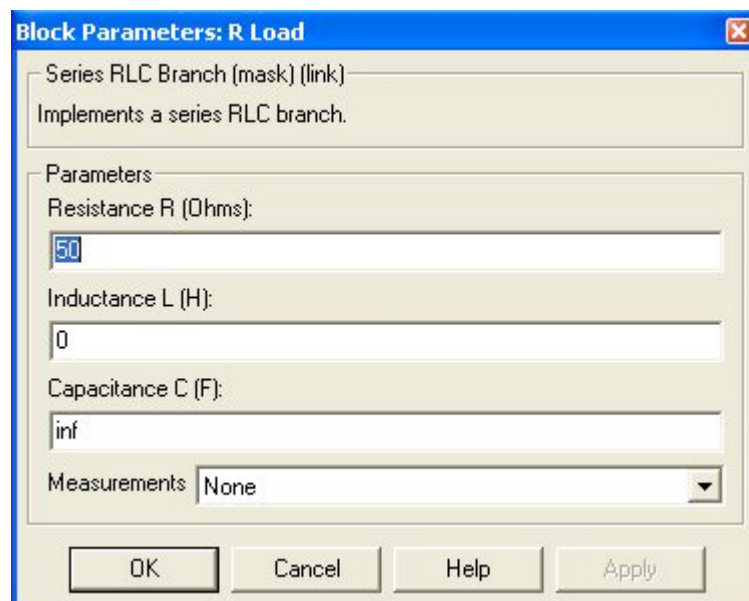 Block Parameters: R Load
Series RLC Branch (mask) (link)
Implements a series RLC branch.
Parameters
Resistance R (Ohms):
50
Inductance L (H):
0
Capacitance C (F):
inf
Measurements None
OK Cancel Help Apply